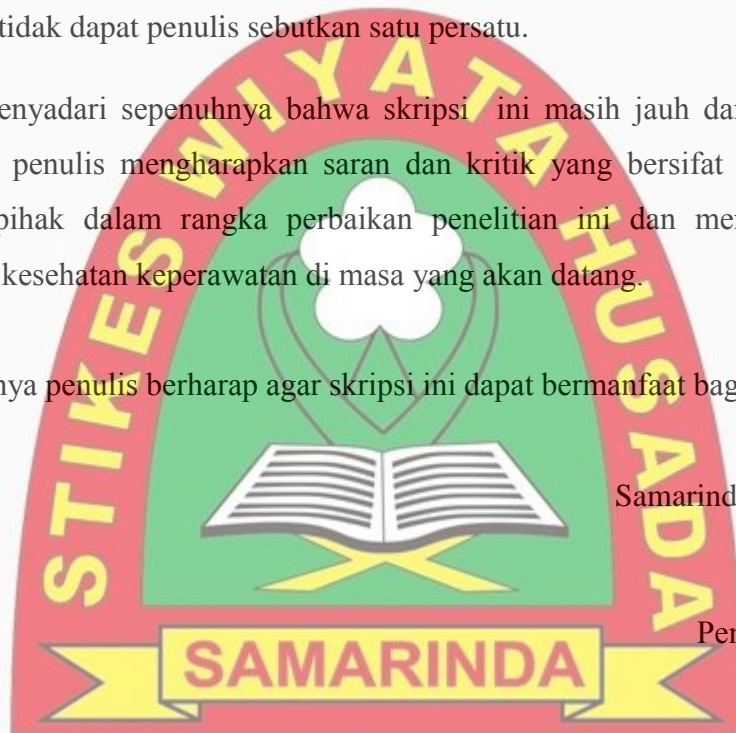 tidak dapat penulis sebutkan satu persatu.
enyadari sepenuhnya bahwa skripsi ini masih jauh dar
penulis mengharapkan saran dan kritik yang bersifat
pihak dalam rangka perbaikan penelitian ini dan mer
kesehatan keperawatan di masa yang akan datang.
nya penulis berharap agar skripsi ini dapat bermanfaat bag
Samarind
Per
STIKES WIYATA HUSADA
SAMARINDA